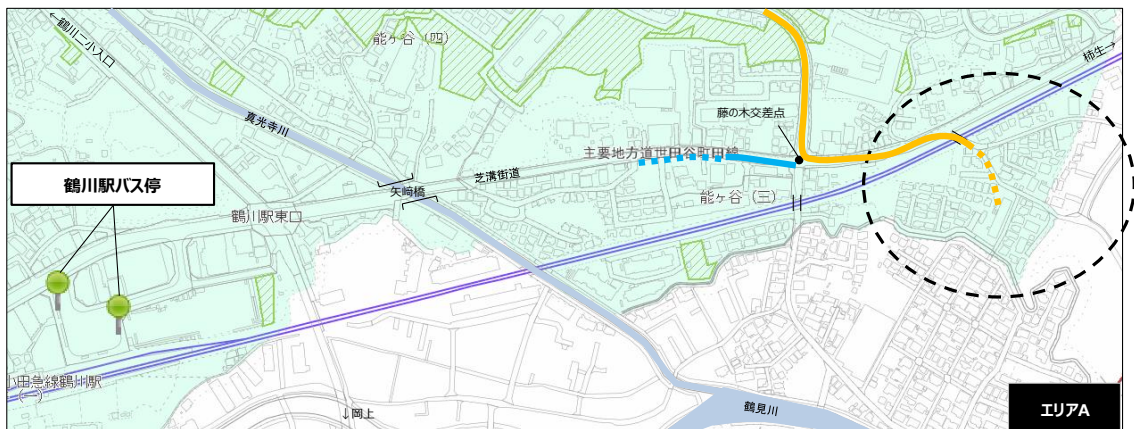 ←鶴川二小入口
能ヶ谷（四）
柿生→
真光寺川
藤の木交差点
主要地方道世田谷町田線
鶴川駅バス停
芝溝街道
矢崎橋
能ヶ谷（三）
鶴川駅東口
小田急線鶴川駅
(一)
↓岡上
鶴見川
エリアA